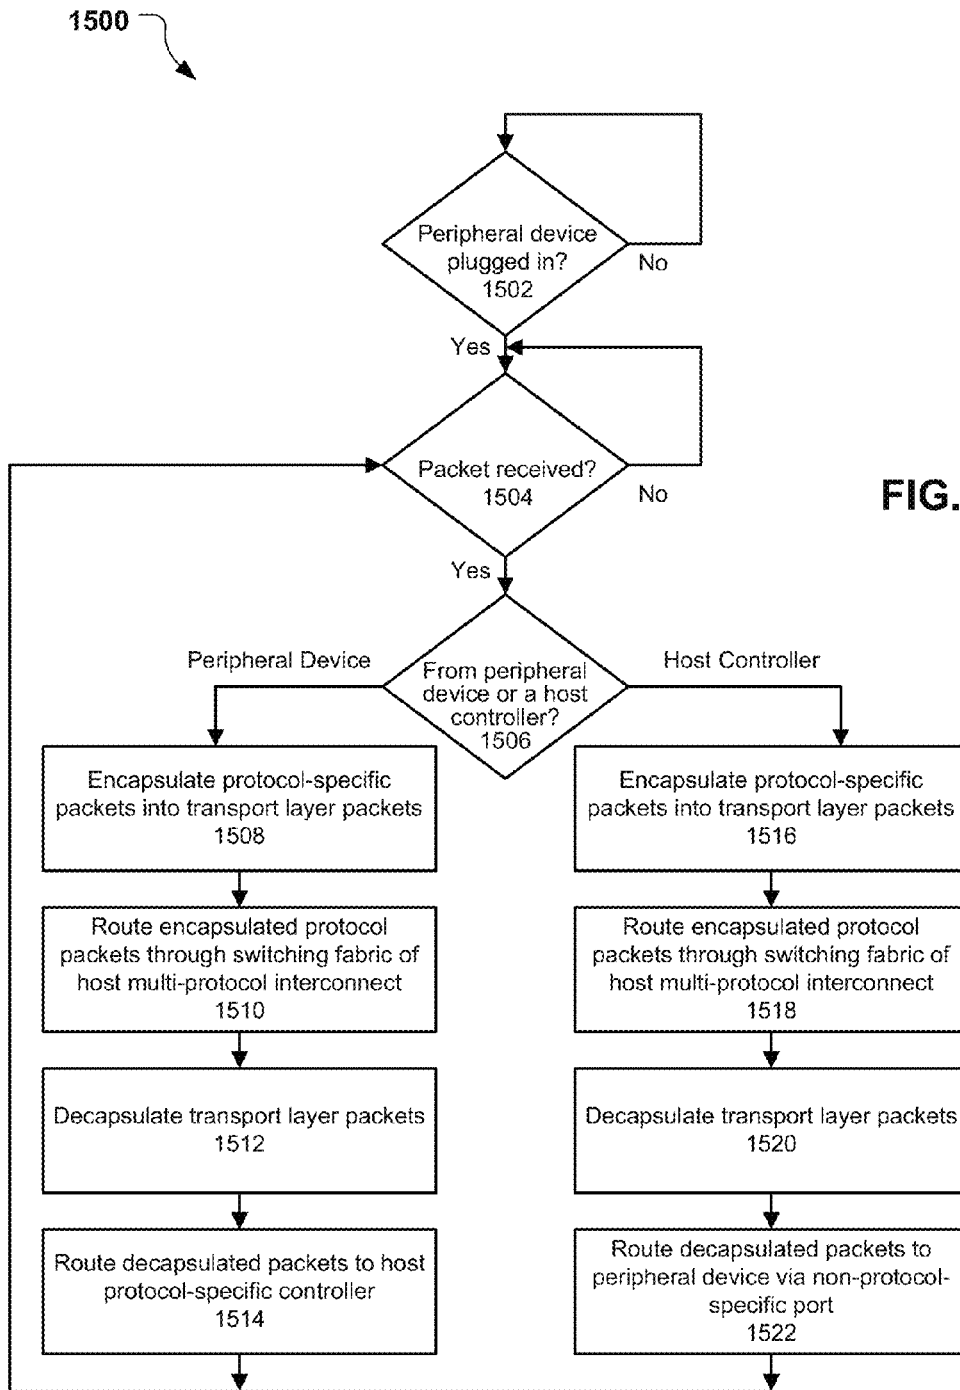 1500
Peripheral device
plugged in?
1502
No
Yes
Packet received?
1504
No
FIG.
Yes
Peripheral Device
From peripheral
device or a host
controller?
1506
Host Controller
Encapsulate protocol-specific
packets into transport layer packets
1508
Route encapsulated protocol
packets through switching fabric of
host multi-protocol interconnect
1510
Decapsulate transport layer packets
1512
Route decapsulated packets to host
protocol-specific controller
1514
Encapsulate protocol-specific
packets into transport layer packets
1516
Route encapsulated protocol
packets through switching fabric of
host multi-protocol interconnect
1518
Decapsulate transport layer packets
1520
Route decapsulated packets to
peripheral device via non-protocol-
specific port
1522